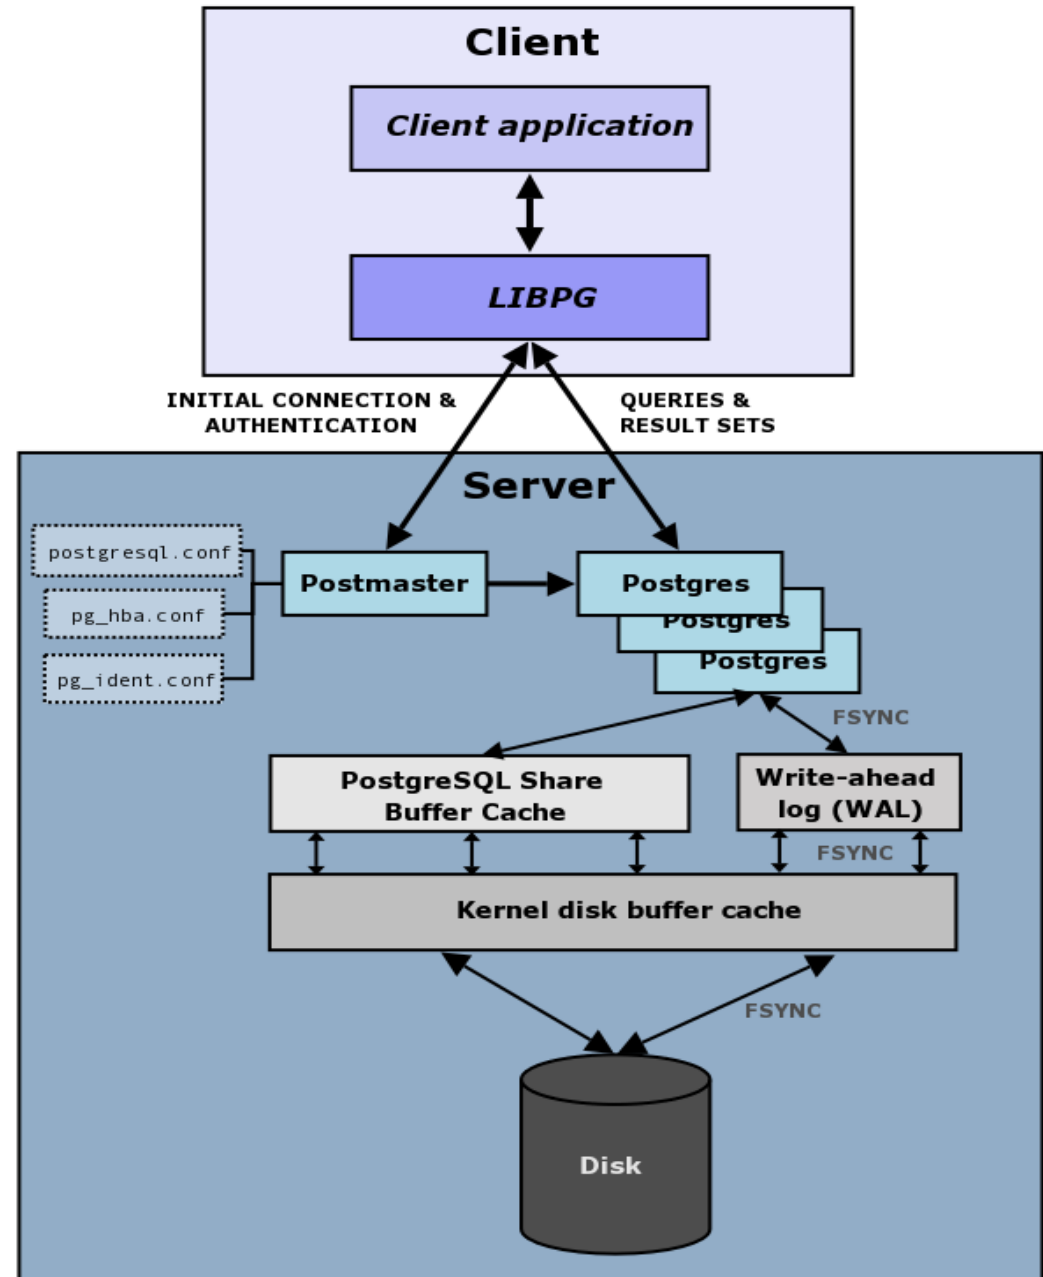 Client
Client application
LIBPG
INITIAL CONNECTION &
AUTHENTICATION
QUERIES &
RESULT SETS
Server
postgresql.conf
pg_hba.conf
pg_ident.conf
Postmaster
Postgres
Postgres
Postgres
FSYNC
PostgreSQL Share
Buffer Cache
Write-ahead
log (WAL)
FSYNC
Kernel disk buffer cache
FSYNC
Disk